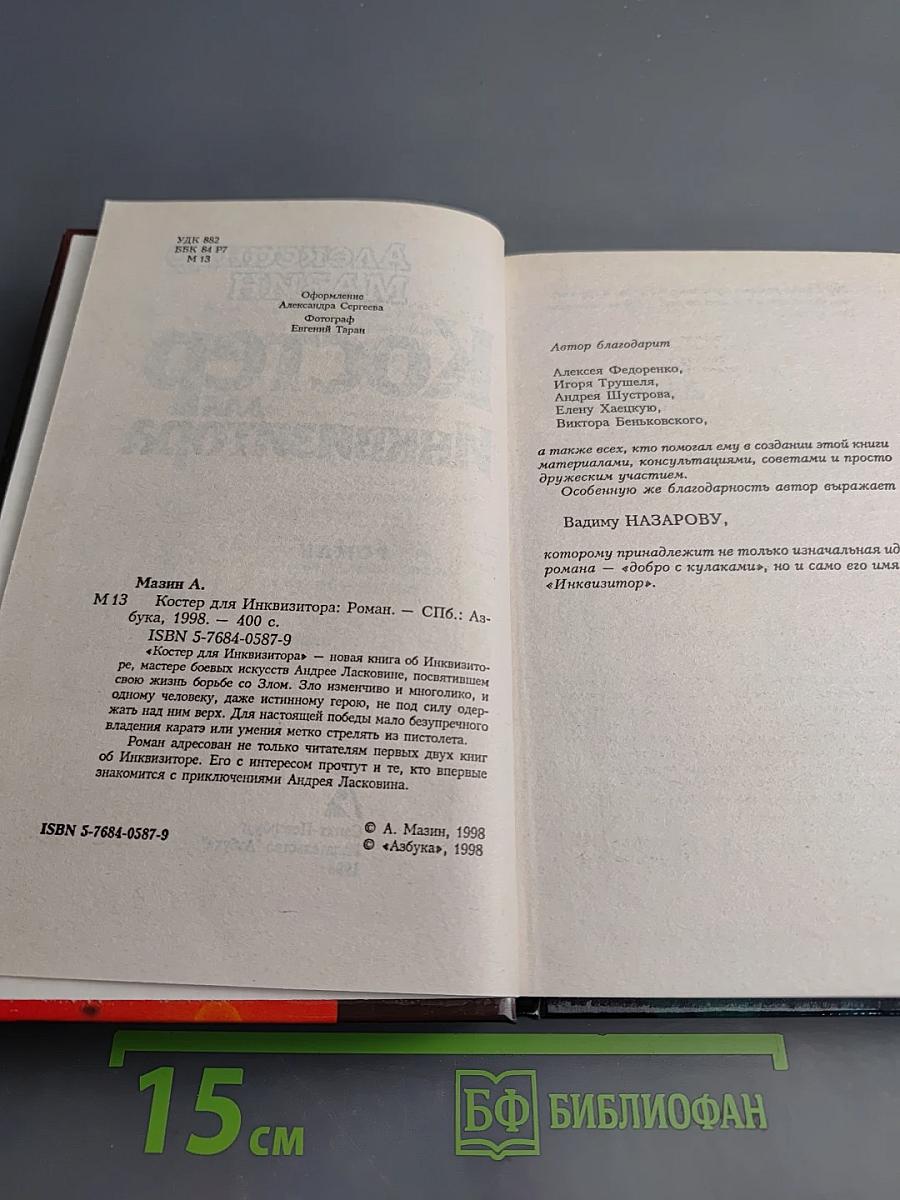 УДК 882
ББК 84 Р7
М 13
Оформление
Александра Сергеева
Фотограф
Евгений Таран
Мазин А.
М 13 Костер для Инквизитора: Роман. — СПб.: Аз-
бука, 1998. — 400 с.
ISBN 5-7684-0587-9
«Костер для Инквизитора» — новая книга об Инквизито-
ре, мастере боевых искусств Андрее Ласковине, посвятившем
свою жизнь борьбе со Злом. Зло изменчиво и многолико, и
одному человеку, даже истинному герою, не под силу одер-
жать над ним верх. Для настоящей победы мало безупречного
владения каратэ или умения метко стрелять из пистолета.
Роман адресован не только читателям первых двух книг
об Инквизиторе. Его с интересом прочтут и те, кто впервые
знакомится с приключениями Андрея Ласковина.
ISBN 5-7684-0587-9
© А. Мазин, 1998
© «Азбука», 1998
Автор благодарит
Алексея Федоренко,
Игоря Трушеля,
Андрея Шустрова,
Елену Хаецкую,
Виктора Беньковского,
а также всех, кто помогал ему в создании этой книги
материалами, консультациями, советами и просто
дружеским участием.
Особенную же благодарность автор выражает
Вадиму НАЗАРОВУ,
которому принадлежит не только изначальная ид
романа — «добро с кулаками», но и само его имя
«Инквизитор».
15 см
БФ БИБЛИОФАН